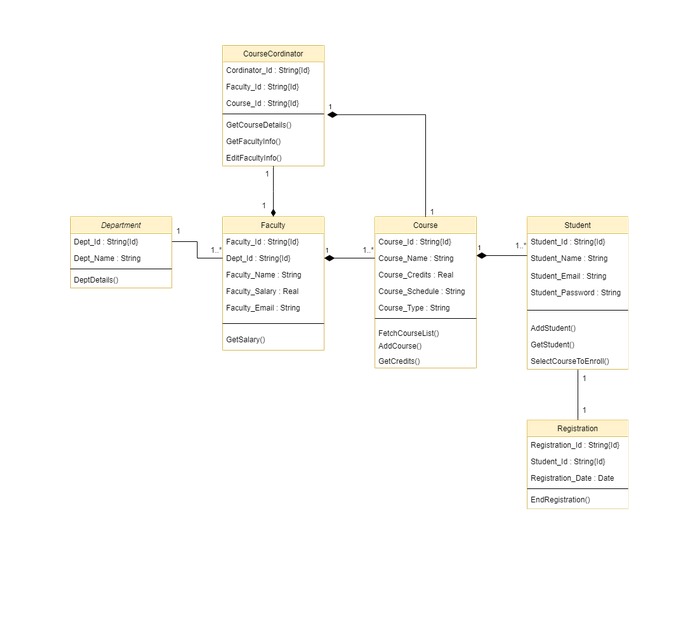 CourseCordinator
Cordinator_Id : String{Id}
Faculty_Id : String{Id}
Course_Id : String{Id}
GetCourseDetails()
GetFacultyInfo()
EditFacultyInfo()
1
1
1
1
Department
Dept_Id : String{Id}
Dept_Name : String
DeptDetails()
1
1..*
Faculty
Faculty_Id : String{Id}
Dept_Id : String{Id}
Faculty_Name : String
Faculty_Salary : Real
Faculty_Email : String
GetSalary()
1
1..*
Course
Course_Id : String{Id}
Course_Name : String
Course_Credits : Real
Course_Schedule : String
Course_Type : String
FetchCourseList()
AddCourse()
GetCredits()
1
1..*
Student
Student_Id : String{Id}
Student_Name : String
Student_Email : String
Student_Password : String
AddStudent()
GetStudent()
SelectCourseToEnroll()
1
1
Registration
Registration_Id : String{Id}
Student_Id : String{Id}
Registration_Date : Date
EndRegistration()